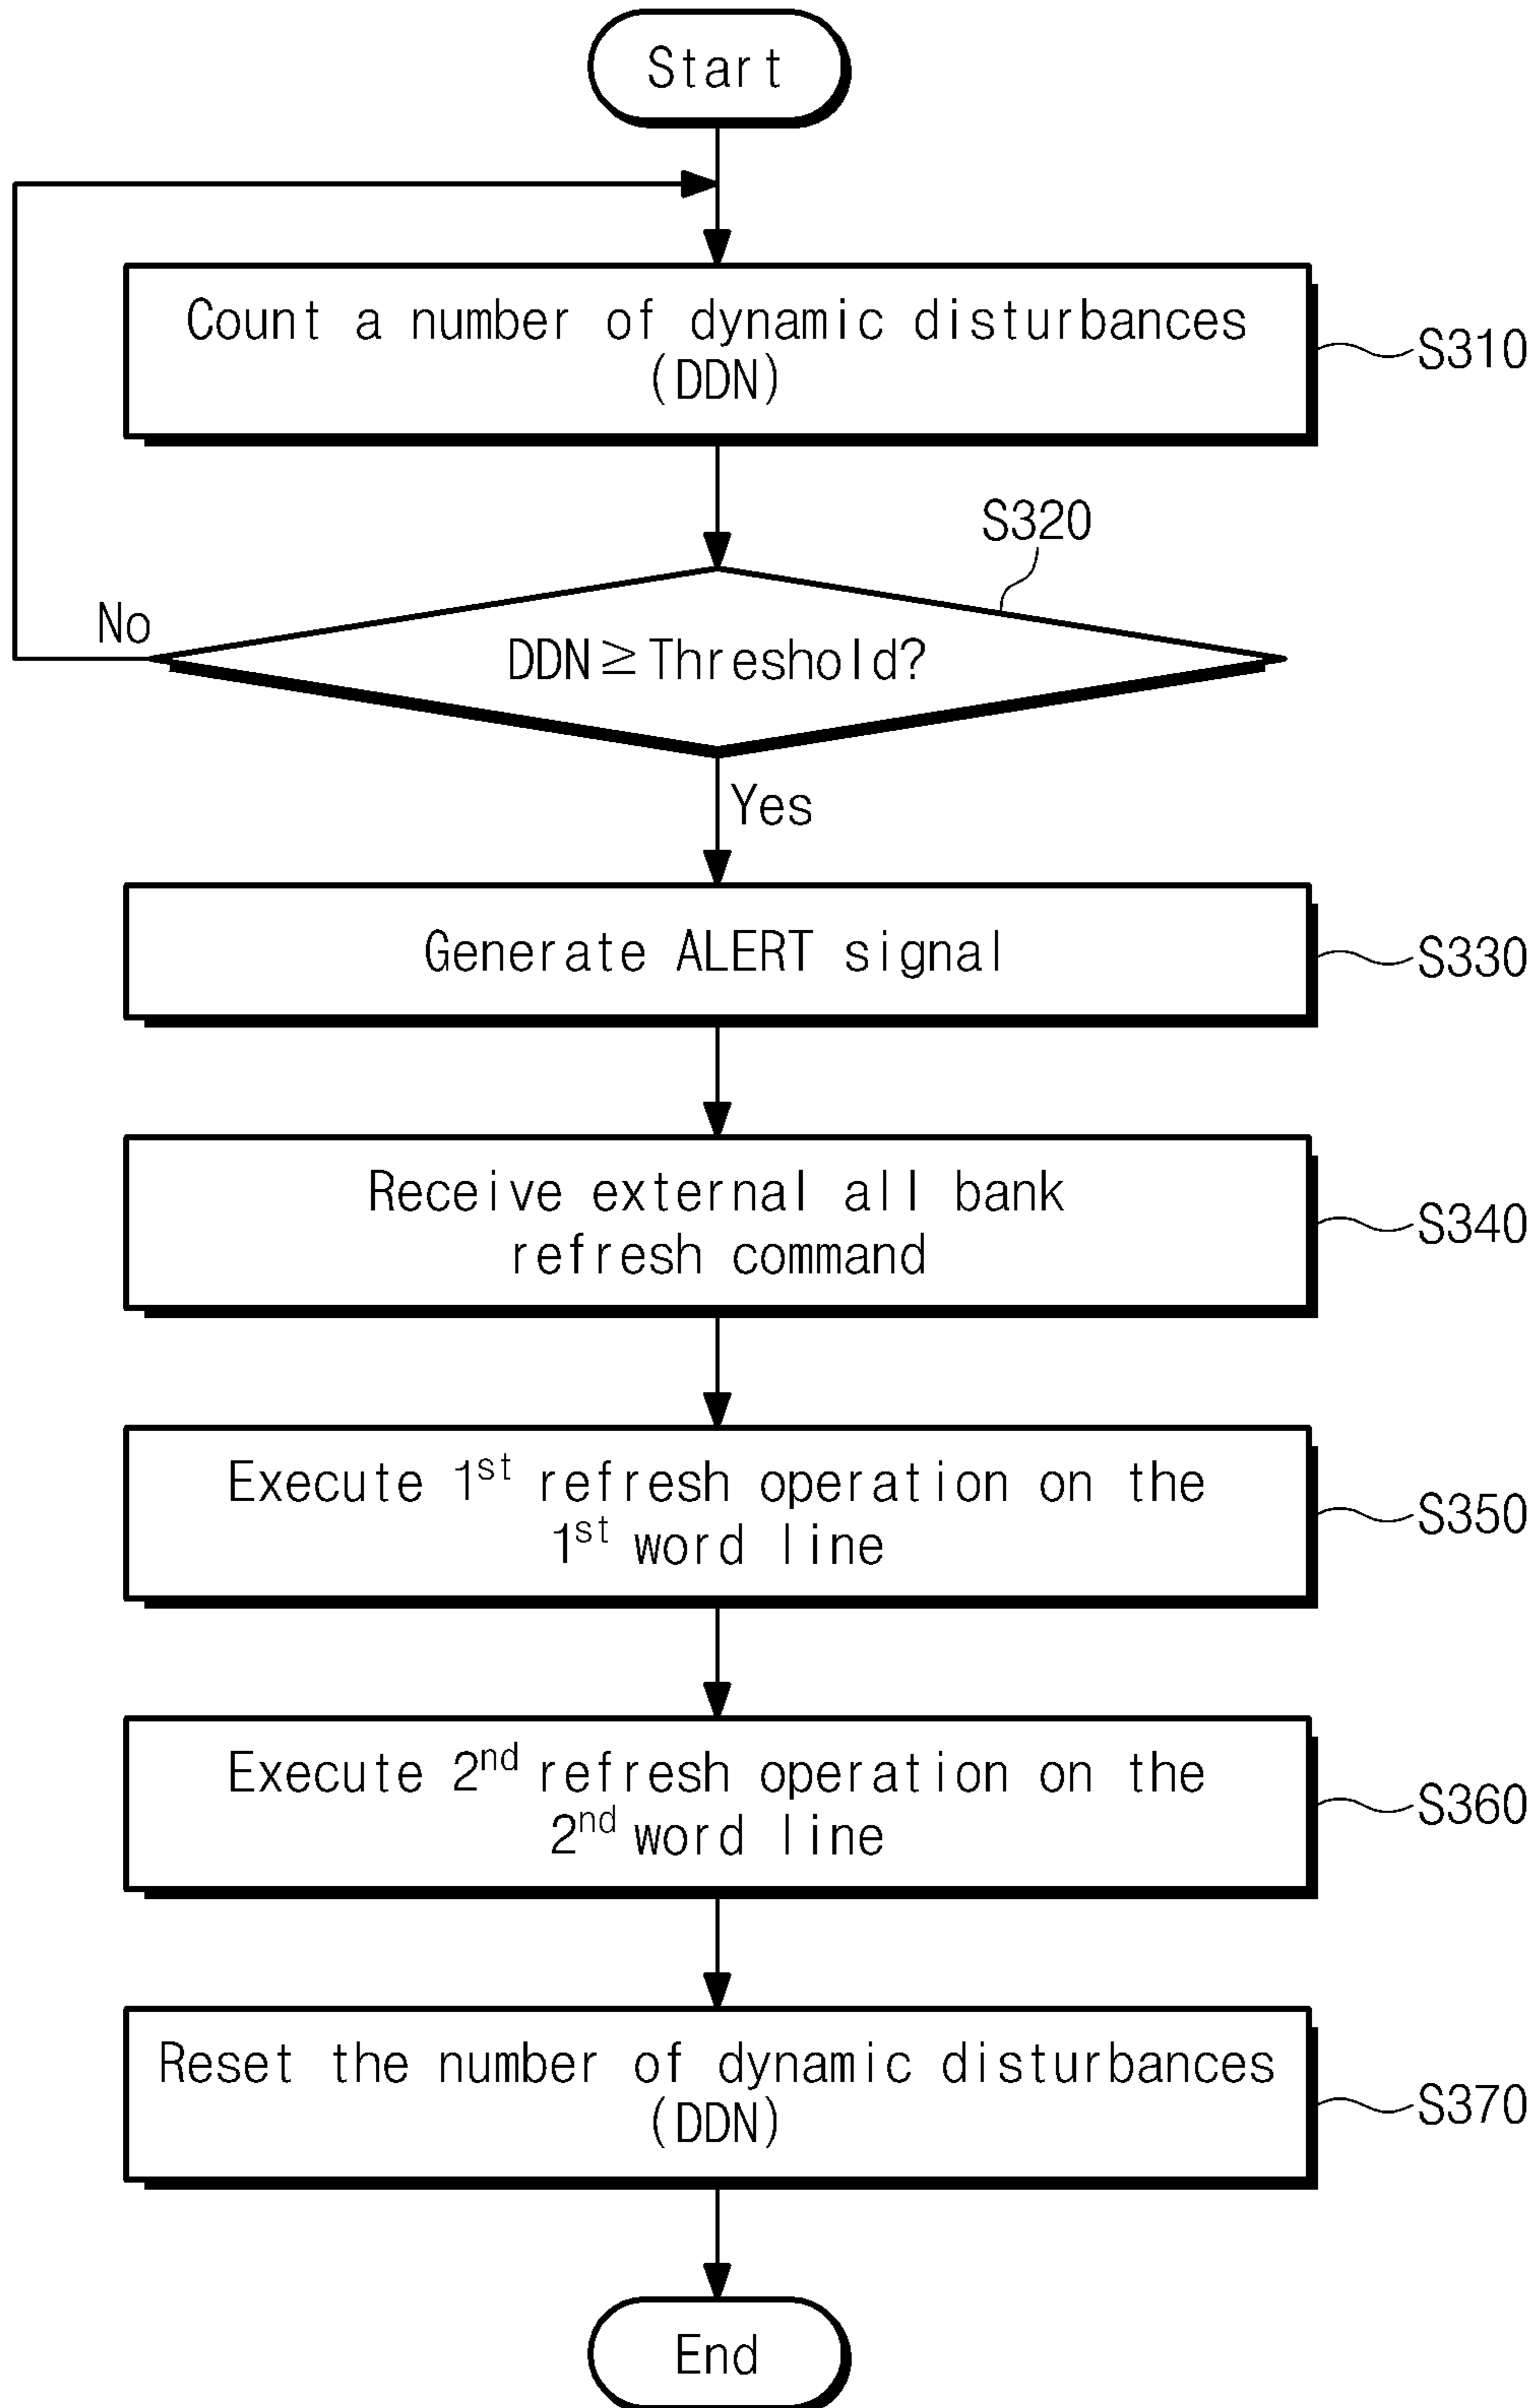 Start
Count a number of dynamic disturbances
(DDN)
S310
S320
No
DDN≧Threshold?
Yes
Generate ALERT signal
S330
Receive external all bank
refresh command
S340
Execute 1st refresh operation on the
1st word line
S350
Execute 2nd refresh operation on the
2nd word line
S360
Reset the number of dynamic disturbances
(DDN)
S370
End